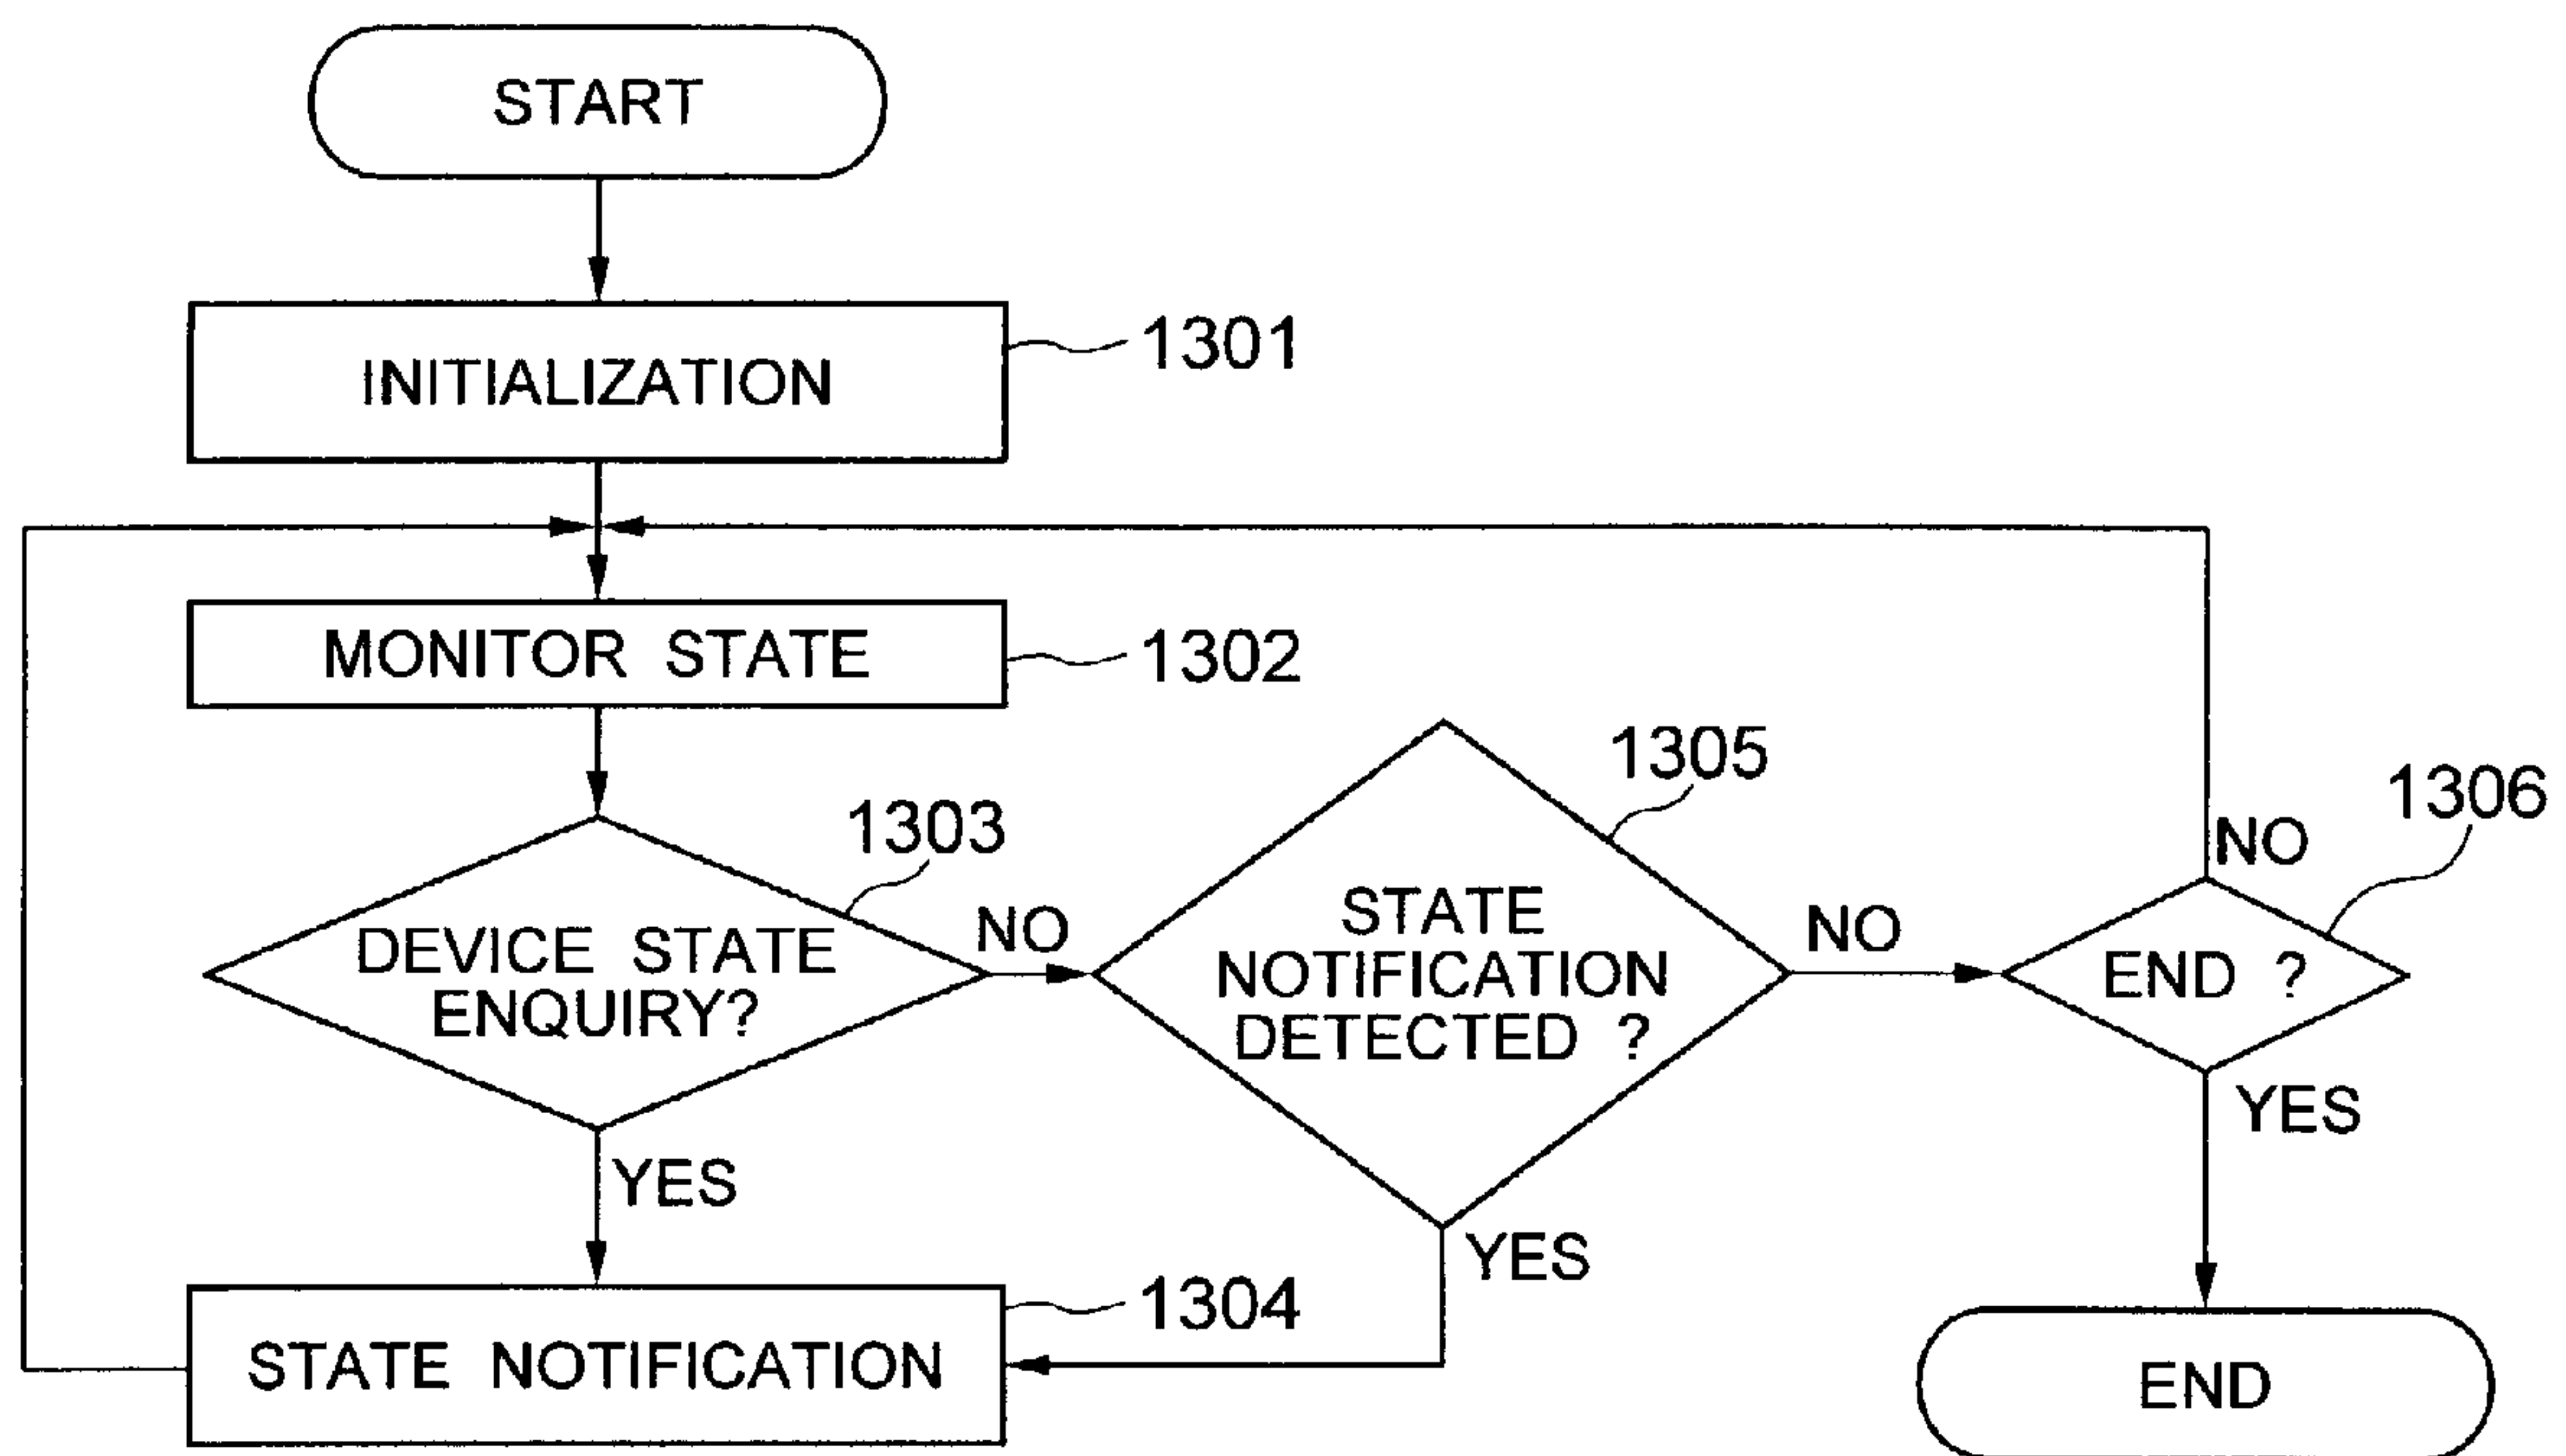 START
INITIALIZATION
1301
MONITOR STATE
1302
1303
DEVICE STATE
ENQUIRY?
NO
YES
1305
STATE
NOTIFICATION
DETECTED ?
NO
YES
1306
NO
END ?
YES
STATE NOTIFICATION
1304
END